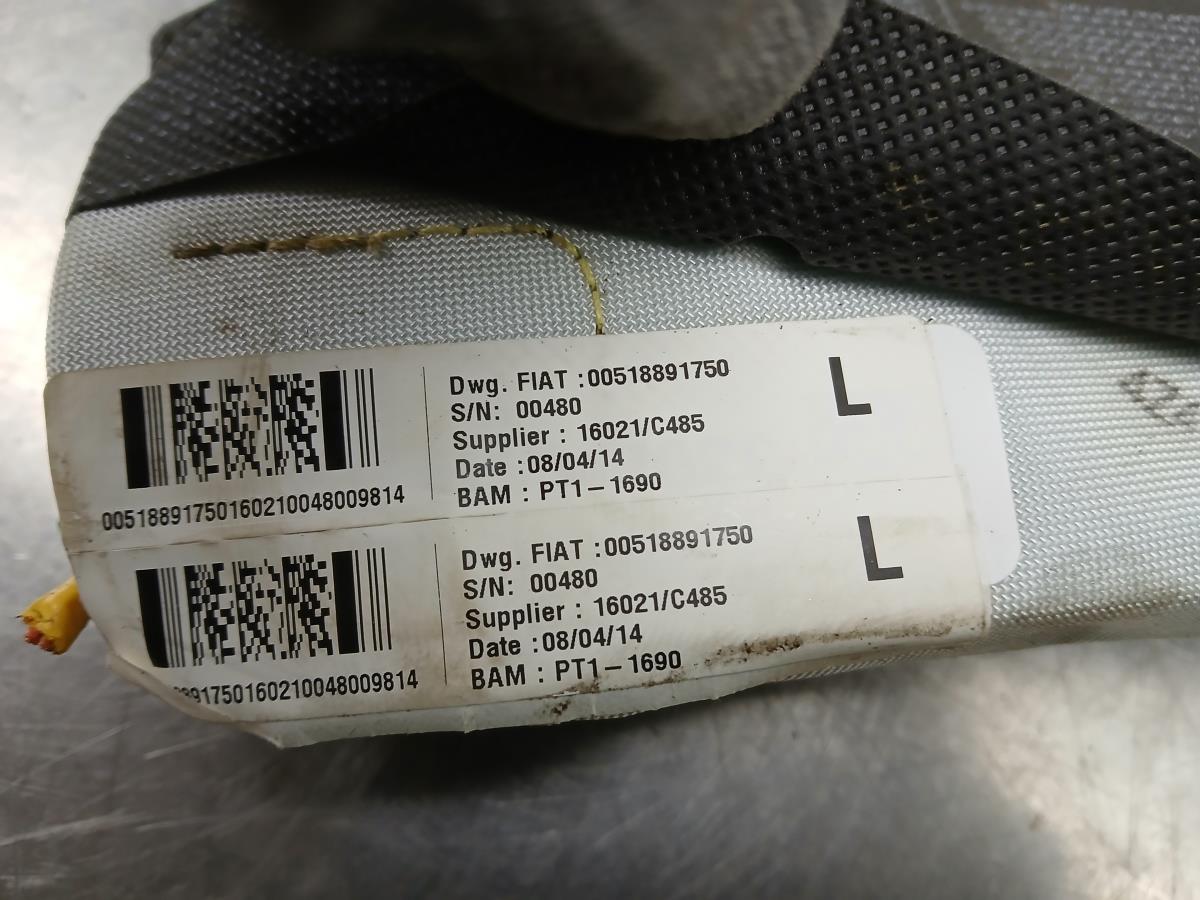 Dwg. FIAT :00518891750
S/N: 00480
Supplier : 16021/C485
Date :08/04/14
BAM : PT1-1690
L
00518891750160210048009814
Dwg. FIAT :00518891750
S/N: 00480
Supplier : 16021/C485
Date :08/04/14
BAM : PT1-1690
L
91750160210048009814